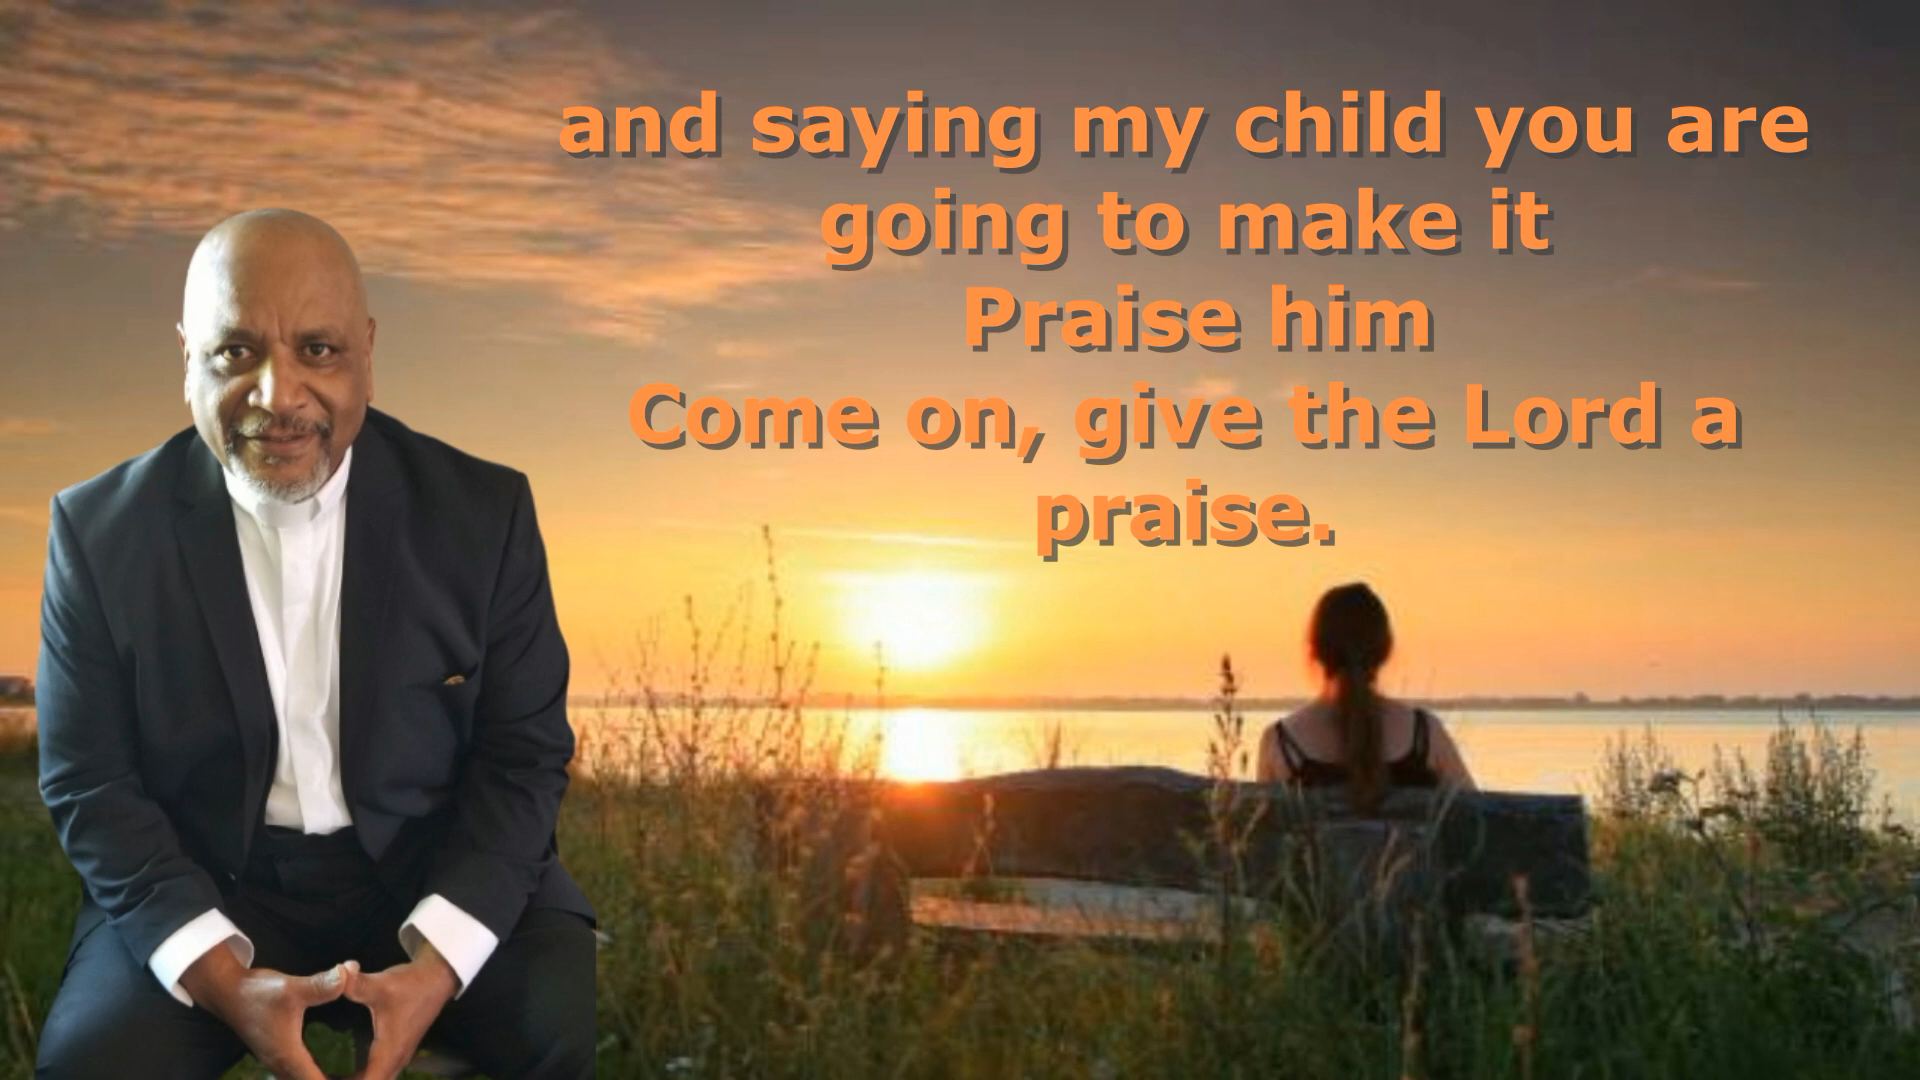 and saying my child you are
going to make it
Praise him
Come on, give the Lord a
praise.